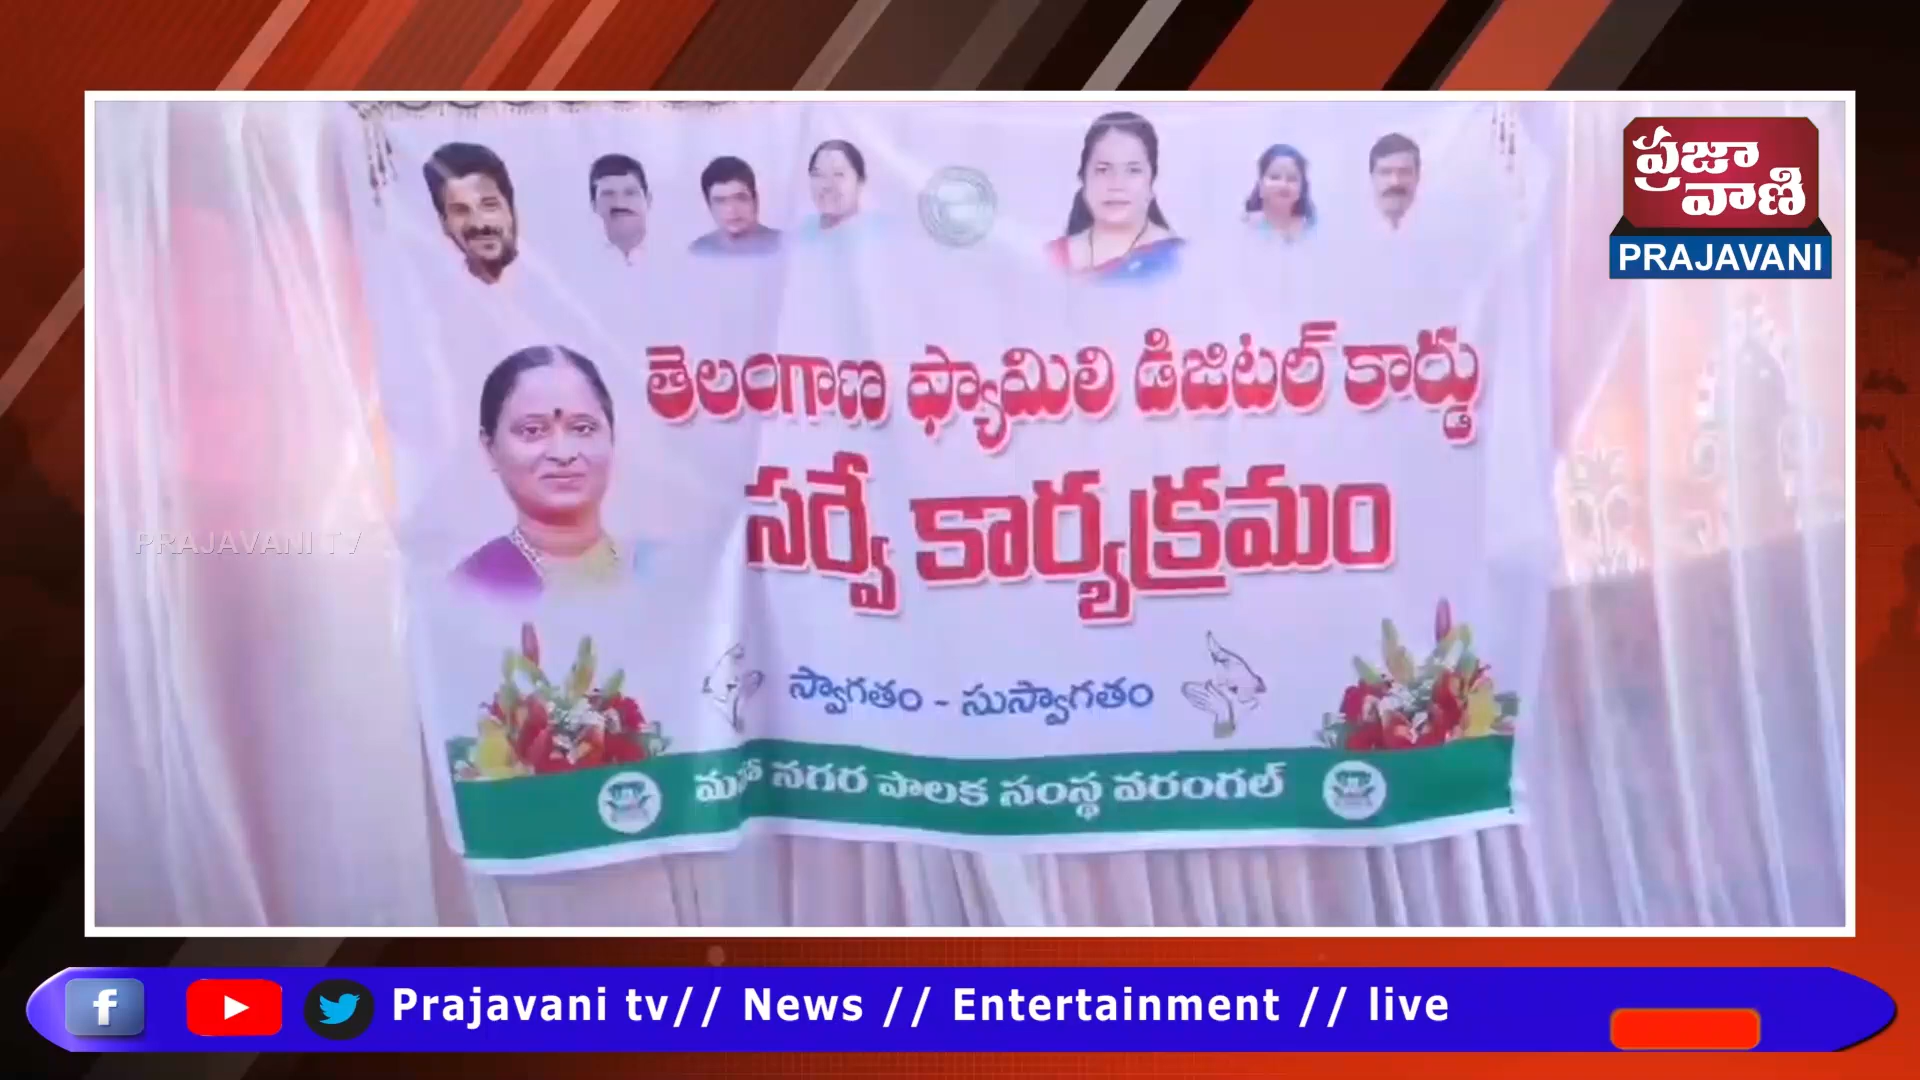 ప్రజా
వాణి
PRAJAVANI
తెలంగాణ ఫ్యామిలి డిజిటల్ కార్డు
సర్వే కార్యక్రమం
PRAJAVANI TV
స్వాగతం - సుస్వాగతం
మహా నగర పాలక సంస్థ వరంగల్
Prajavani tv// News // Entertainment // live